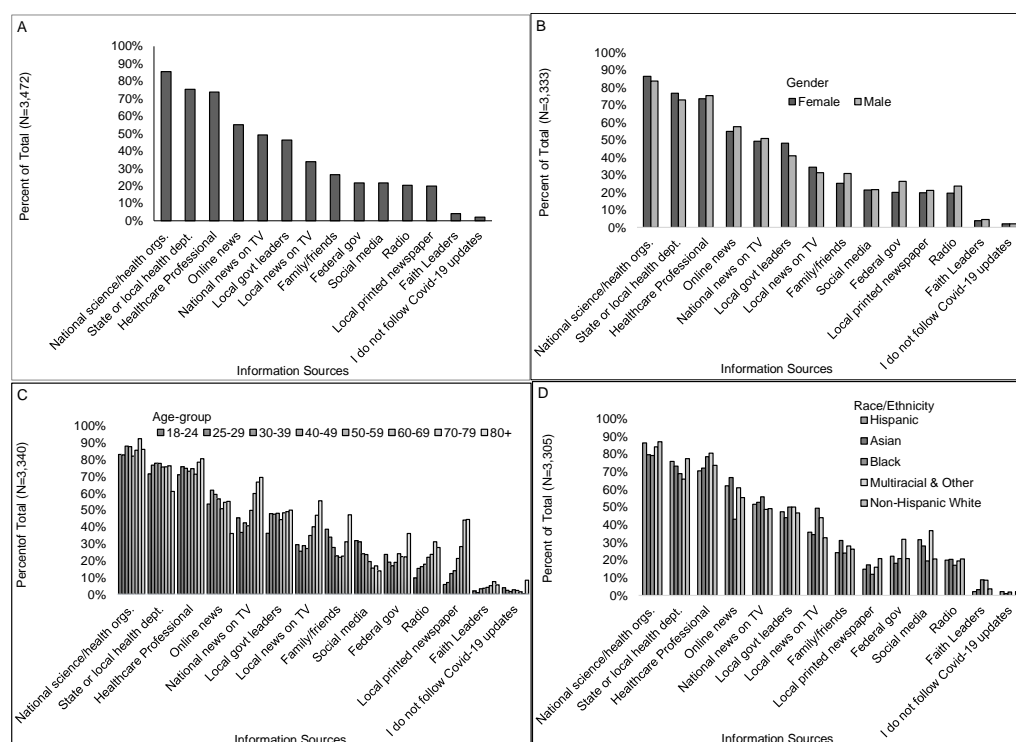 A
100%
90%
80%
70%
60%
50%
40%
30%
20%
10%
0%
Percent of Total (N=3,472)
National science/health orgs.
State or local health dept.
Healthcare Professional
Online news
National news on TV
Local govt leaders
Local news on TV
Family/friends
Federal gov
Social media
Radio
Local printed newspaper
Faith Leaders
I do not follow Covid-19 updates
Information Sources
B
100%
90%
80%
70%
60%
50%
40%
30%
20%
10%
0%
Percent of Total (N=3,333)
Gender
Female Male
National science/health orgs.
State or local health dept.
Healthcare Professional
Online news
National news on TV
Local govt leaders
Local news on TV
Family/friends
Social media
Federal gov
Local printed newspaper
Radio
Faith Leaders
I do not follow Covid-19 updates
Information Sources
C
Age-group
18-24 25-29 30-39 40-49 50-59 60-69 70-79 80+
100%
90%
80%
70%
60%
50%
40%
30%
20%
10%
0%
Percentof Total (N=3,340)
National science/health orgs.
State or local health dept.
Healthcare Professional
Online news
National news on TV
Local govt leaders
Local news on TV
Family/friends
Social media
Federal gov
Radio
Local printed newspaper
Faith Leaders
I do not follow Covid-19 updates
Information Sources
D
Race/Ethnicity
Hispanic
Asian
Black
Multiracial & Other
Non-Hispanic White
100%
90%
80%
70%
60%
50%
40%
30%
20%
10%
0%
Percent of Total (N=3,305)
National science/health orgs.
State or local heath dept.
Healthcare Professional
Online news
National news on TV
Local govt leaders
Local news on TV
Family/friends
Local printed newspaper
Federal gov
Social media
Radio
Faith Leaders
I do not follow Covid-19 updates
Information Sources